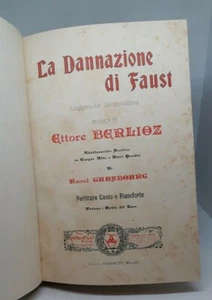 La Dannazione
di Faust
Leggenda Drammatica
Ettore BERLIOZ
Adattamento Scenico
in Cinque Atti e Dieci Quadri
Di
Raoul GUNSBOURG
Partitura Canto e Pianoforte